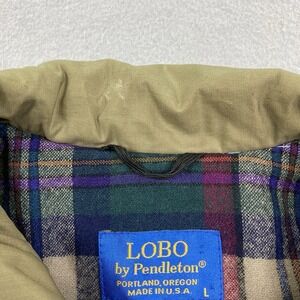 LOBO
by Pendleton®
PORTLAND, OREGON
MADE IN U.S.A.
L